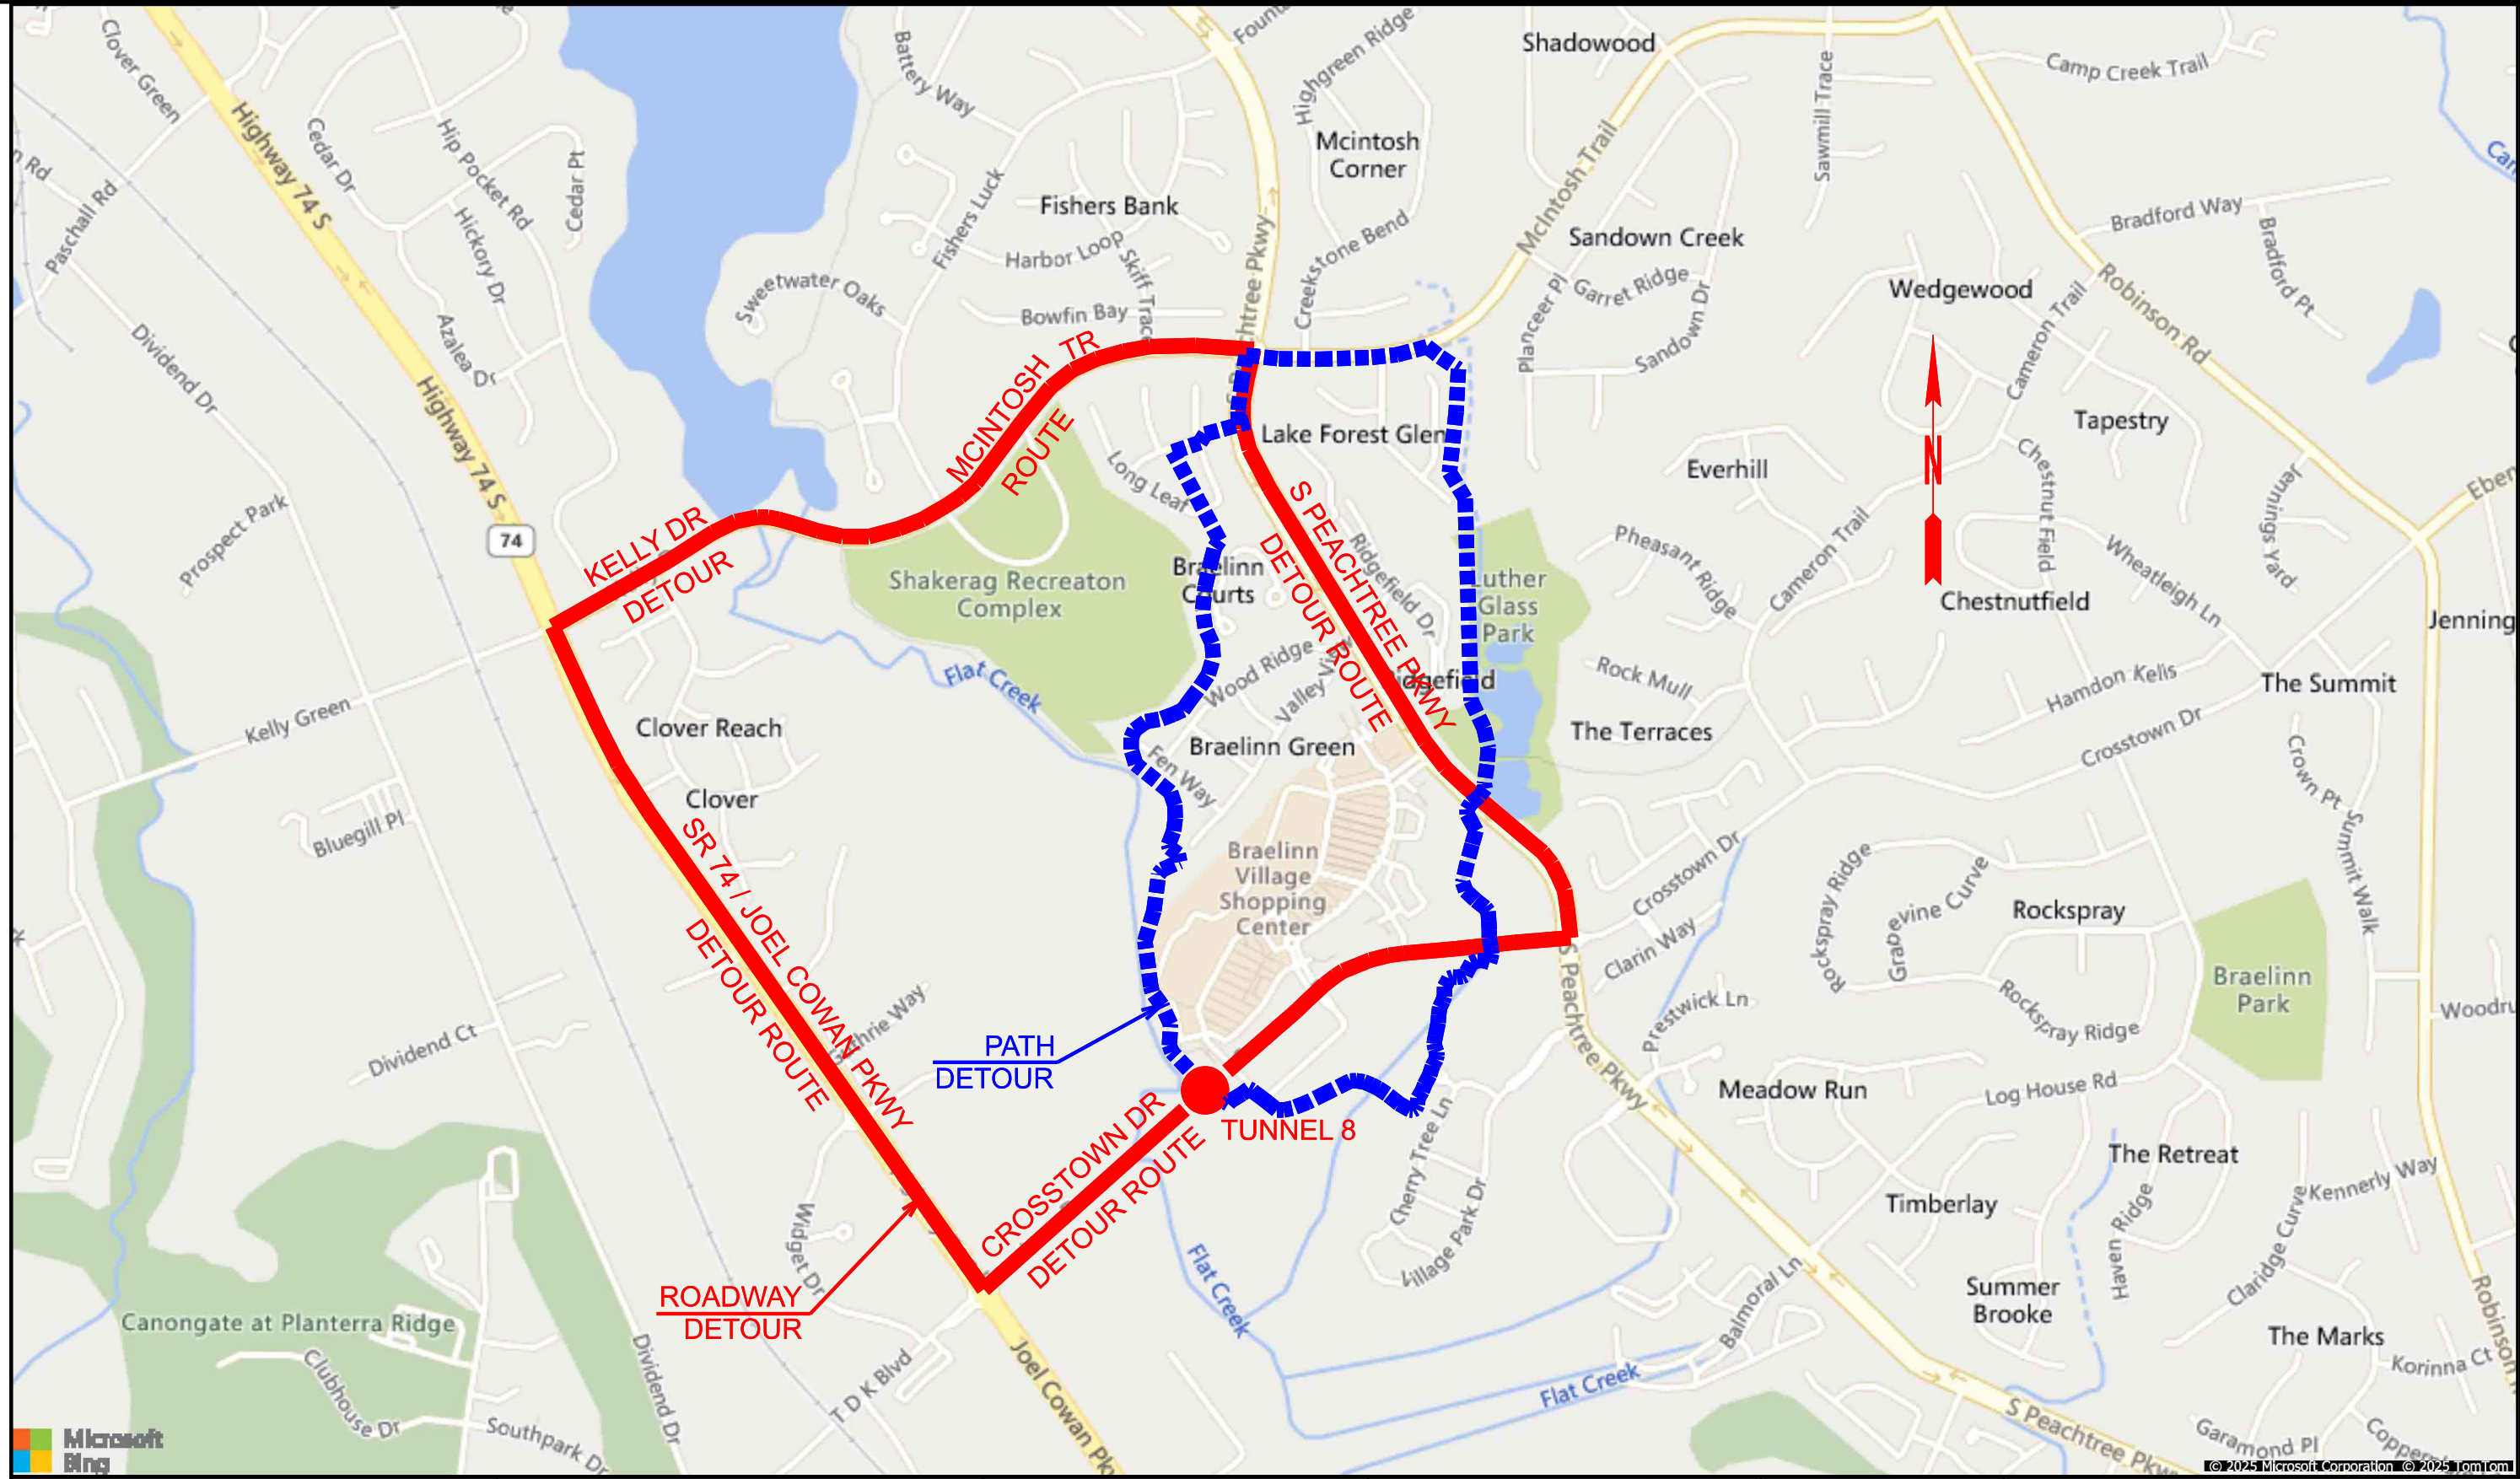 Clover Green
Battery Way
Highgreen Ridge
Shadowood
Camp Creek Trail
Sawmill Trace
Highway 74 S
Cedar Dr
Hip Pocket Rd
Cedar Pt
Mcintosh
Corner
McIntosh Trail
Paschall Rd
Hickory Dr
Fishers Luck
Fishers Bank
Harbor Loop
Skiff Trace
Creekstone Bend
Sandown Creek
Bradford Way
Bradford Pt
Sweetwater Oaks
Bowfin Bay
Planceer Pl
Garret Ridge
Sandown Dr
Wedgewood
Cameron Trail
Robinson Rd
Dividend Dr
Azalea Dr
Highway 74 S
MCINTOSH TR
ROUTE
Lake Forest Glen
N
Tapestry
Long Leaf
Everhill
Chestnut Field
Jennings Yard
Prospect Park
74
KELLY DR
DETOUR
S PEACHTREE PKWY
DETOUR ROUTE
Ridgefield Dr
Pheasant Ridge
Cameron Trail
Wheatleigh Ln
Shakerag Recreaton
Complex
Braelinn
Courts
Luther
Glass
Park
Chestnutfield
Flat Creek
Wood Ridge
Rock Mull
Hamdon Kells
The Summit
Kelly Green
Clover Reach
Braelinn Green
The Terraces
Crosstown Dr
Fen Way
Crown Pt
Clover
Bluegill Pl
Summit Walk
SR 74 / JOEL COWAN PKWY
DETOUR ROUTE
Braelinn
Village
Shopping
Center
Crosstown Dr
Rockspray Ridge
Grapevine Curve
Rockspray
Clarin Way
Braelinn
Park
S Peachtree Pkwy
Prestwick Ln
Rockspray Ridge
Dividend Ct
PATH
DETOUR
Meadow Run
Log House Rd
CROSSTOWN DR
DETOUR ROUTE
TUNNEL 8
Cherry Tree Ln
Village Park Dr
The Retreat
Kennerly Way
Timberlay
Haven Ridge
Claridge Curve
Widget Dr
Flat Creek
ROADWAY
DETOUR
Balmoral Ln
Summer
Brooke
Canongate at Planterra Ridge
The Marks
Korinna Ct
Clubhouse Dr
Dividend Dr
T D K Blvd
Flat Creek
S Peachtree Pkwy
Southpark Dr
Garamond Pl
Microsoft
Bing
© 2025 Microsoft Corporation © 2025 TomTom